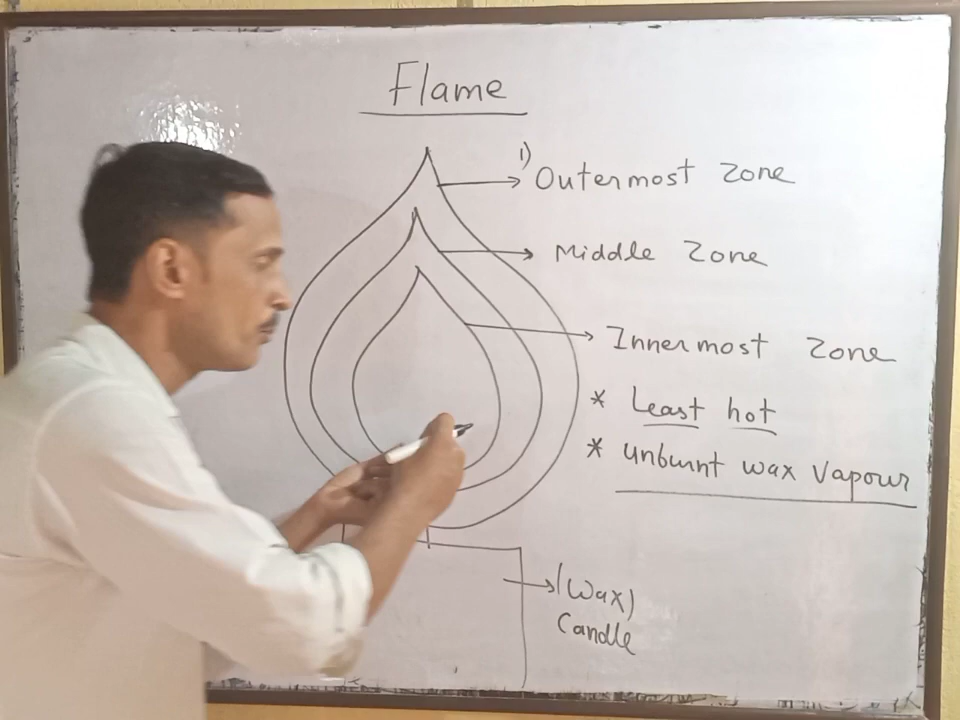 Flame
1) Outermost Zone
Middle Zone
Innermost Zone
* Least hot
* unburnt wax vapour
(Wax)
Candle